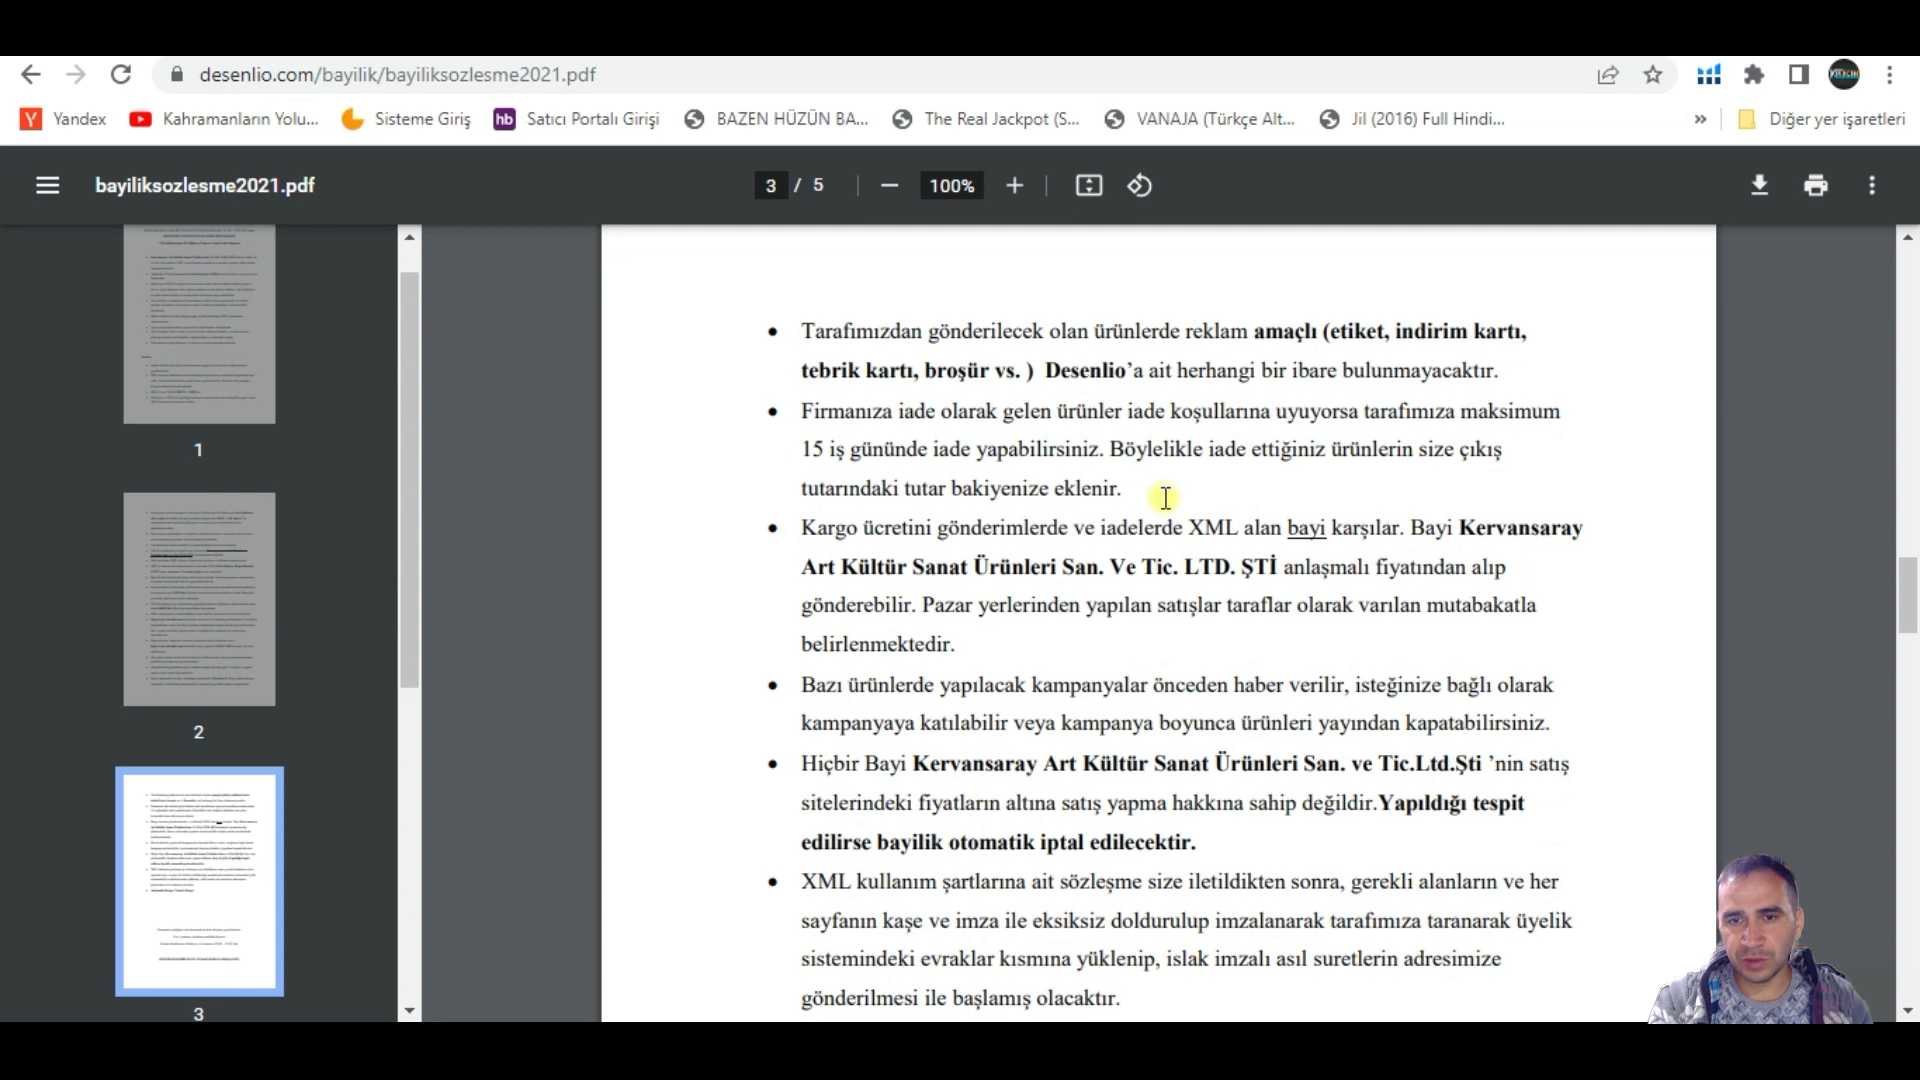 desenlio.com/bayilik/bayiliksozlesme2021.pdf
Yandex
Kahramanların Yolu...
Sisteme Giriş
hb
Satıcı Portalı Girişi
BAZEN HÜZÜN BA...
The Real Jackpot (S...
VANAJA (Türkçe Alt...
Jil (2016) Full Hindi...
»
Diğer yer işaretleri
bayiliksozlesme2021.pdf
3 / 5
100%
1
2
3
• Tarafımızdan gönderilecek olan ürünlerde reklam amaçlı (etiket, indirim kartı,
tebrik kartı, broşür vs. ) Desenlio’a ait herhangi bir ibare bulunmayacaktır.
• Firmanıza iade olarak gelen ürünler iade koşullarına uyuyorsa tarafımıza maksimum
15 iş gününde iade yapabilirsiniz. Böylelikle iade ettiğiniz ürünlerin size çıkış
tutarındaki tutar bakiyenize eklenir.
• Kargo ücretini gönderimlerde ve iadelerde XML alan bayi karşılar. Bayi Kervansaray
Art Kültür Sanat Ürünleri San. Ve Tic. LTD. ŞTİ anlaşmalı fiyatından alıp
gönderebilir. Pazar yerlerinden yapılan satışlar taraflar olarak varılan mutabakatla
belirlenmektedir.
• Bazı ürünlerde yapılacak kampanyalar önceden haber verilir, isteğinize bağlı olarak
kampanyaya katılabilir veya kampanya boyunca ürünleri yayından kapatabilirsiniz.
• Hiçbir Bayi Kervansaray Art Kültür Sanat Ürünleri San. ve Tic.Ltd.Şti ’nin satış
sitelerindeki fiyatların altına satış yapma hakkına sahip değildir.Yapıldığı tespit
edilirse bayilik otomatik iptal edilecektir.
• XML kullanım şartlarına ait sözleşme size iletildikten sonra, gerekli alanların ve her
sayfanın kaşe ve imza ile eksiksiz doldurulup imzalanarak tarafımıza taranarak üyelik
sistemindeki evraklar kısmına yüklenip, islak imzalı asıl suretlerin adresimize
gönderilmesi ile başlamış olacaktır.